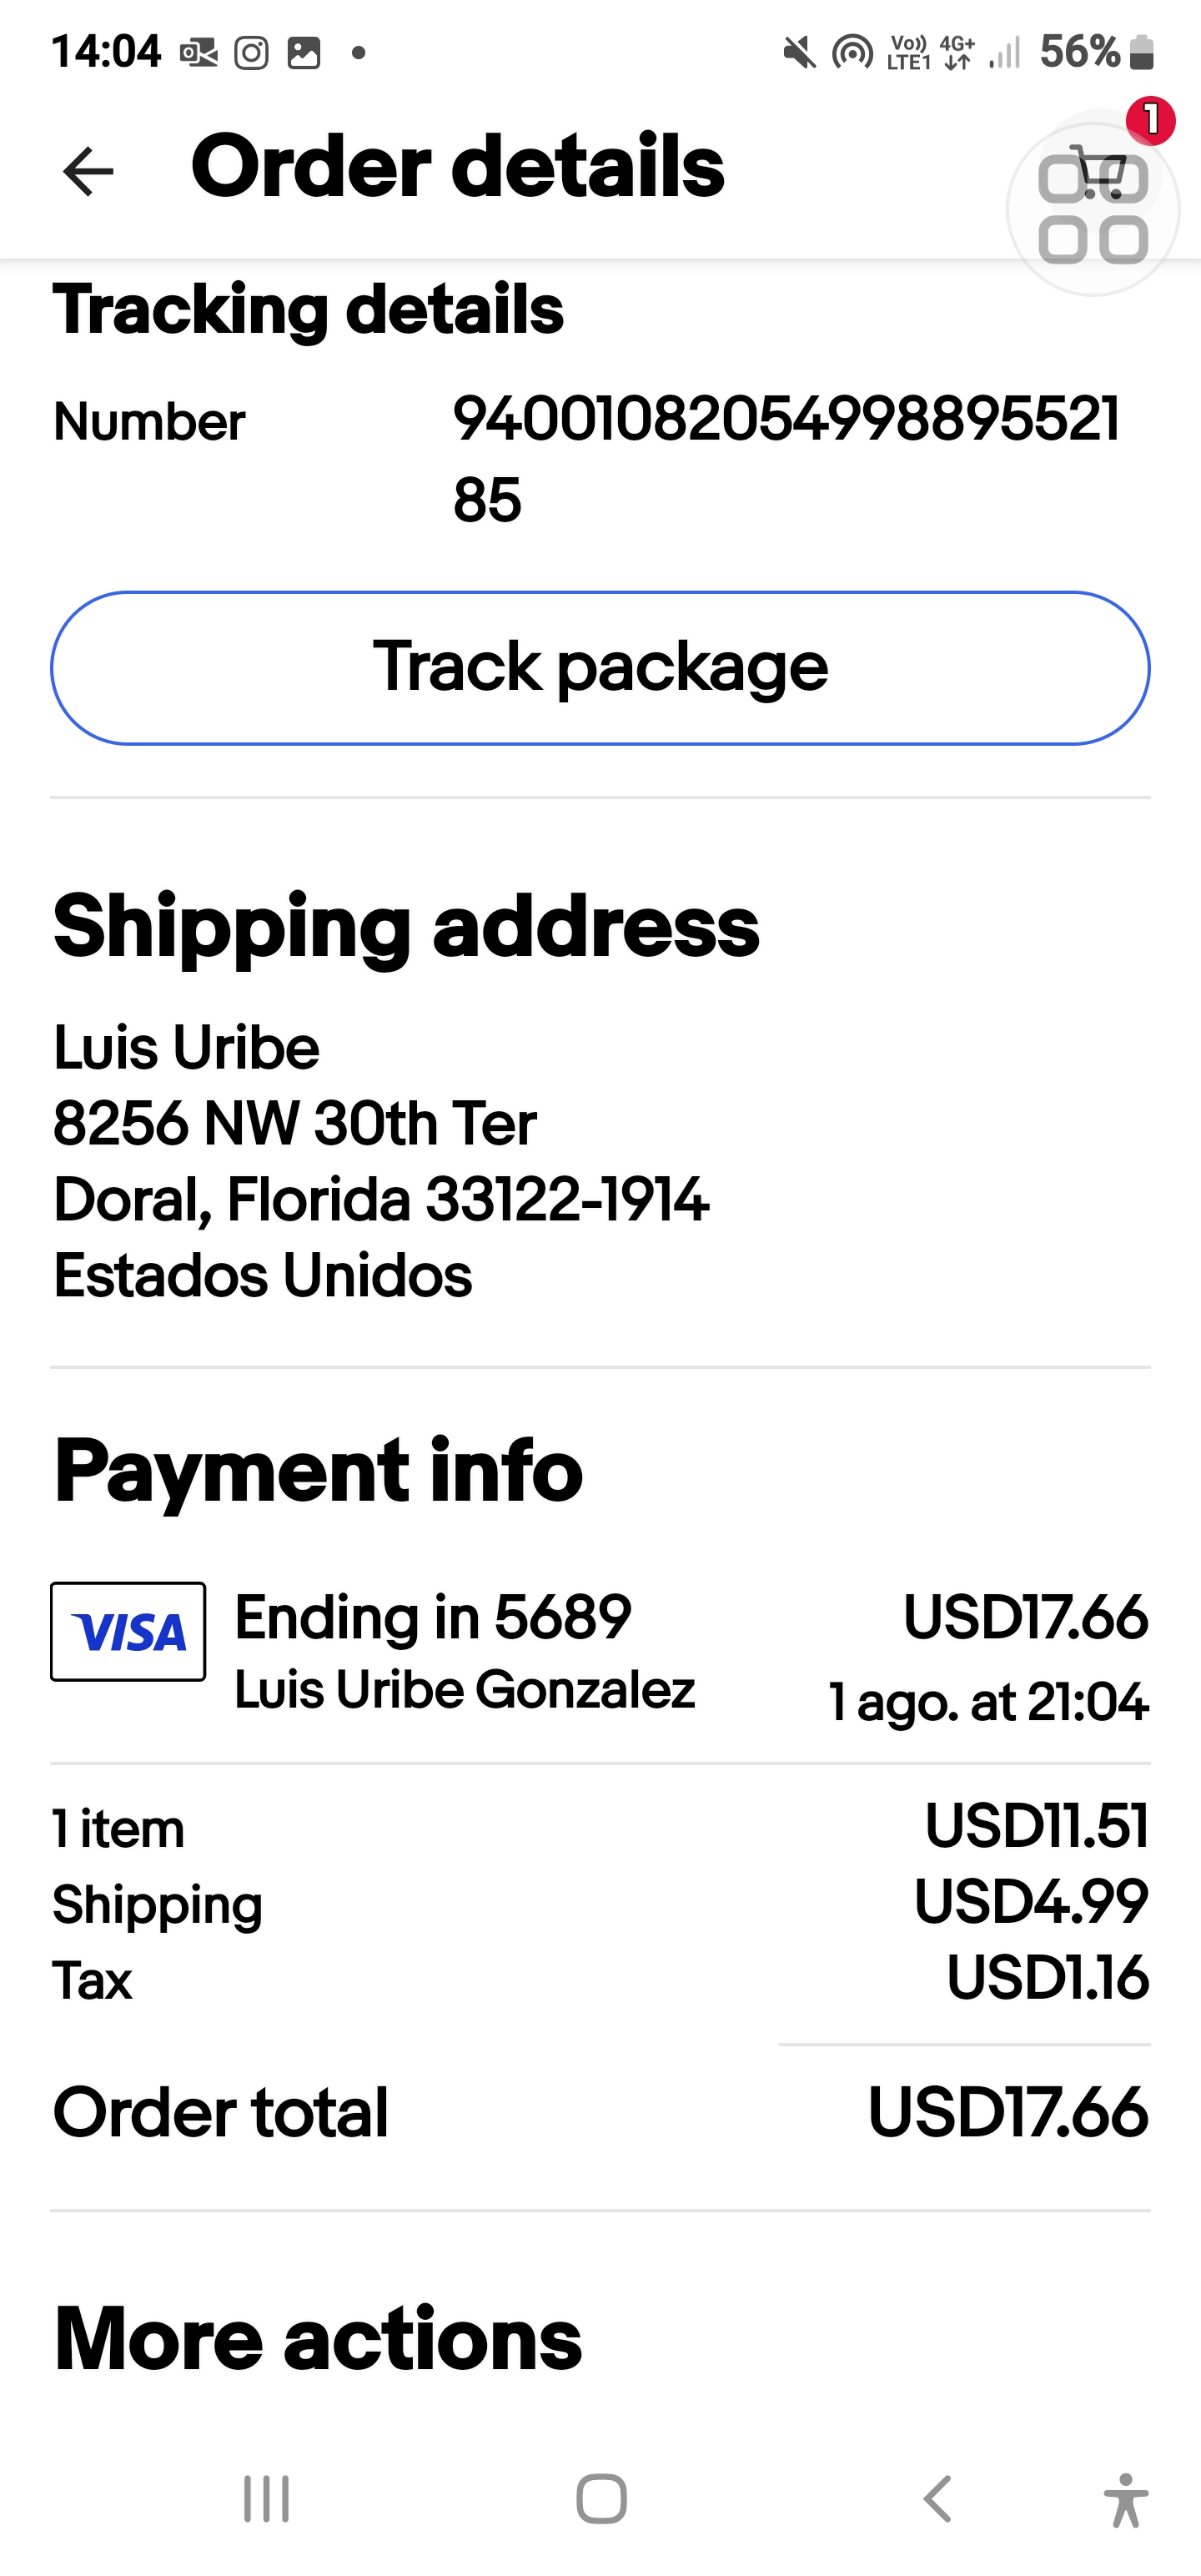 14:04
Vo)) LTE1 4G+ 56%
1
Order details
Tracking details
Number 94001082054998895521
85
Track package
Shipping address
Luis Uribe
8256 NW 30th Ter
Doral, Florida 33122-1914
Estados Unidos
Payment info
VISA Ending in 5689 USD17.66
Luis Uribe Gonzalez 1 ago. at 21:04
1 item USD11.51
Shipping USD4.99
Tax USD1.16
Order total USD17.66
More actions